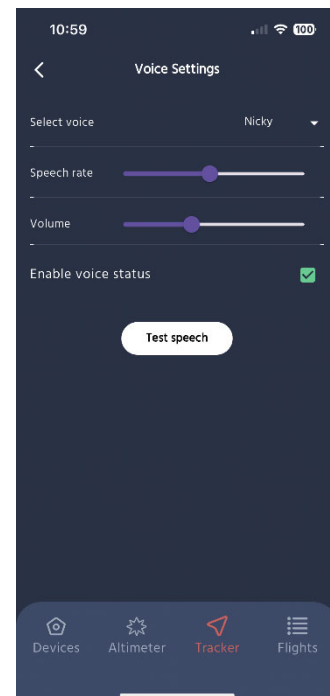 10:59 100
Voice Settings
Select voice Nicky
Speech rate
Volume
Enable voice status
Test speech
Devices Altimeter Tracker Flights